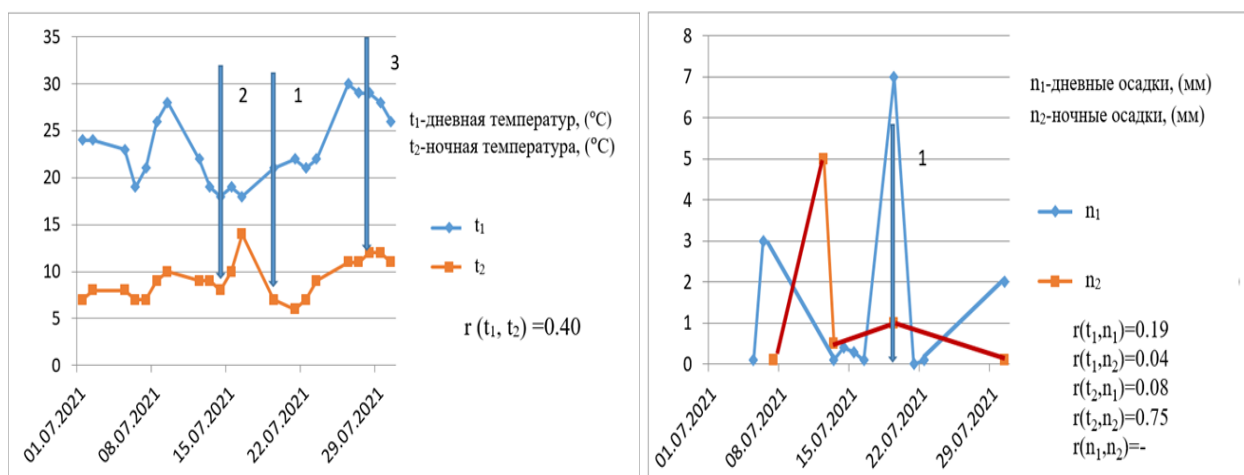 35
30
25
20
15
10
5
0
2
1
3
t₁-дневная температур, (°C)
t₂-ночная температура, (°C)
t₁
t₂
r (t₁, t₂) =0.40
01.07.2021
08.07.2021
15.07.2021
22.07.2021
29.07.2021
8
7
6
5
4
3
2
1
0
1
n₁-дневные осадки, (мм)
n₂-ночные осадки, (мм)
n₁
n₂
r(t₁,n₁)=0.19
r(t₁,n₂)=0.04
r(t₂,n₁)=0.08
r(t₂,n₂)=0.75
r(n₁,n₂)=-
01.07.2021
08.07.2021
15.07.2021
22.07.2021
29.07.2021